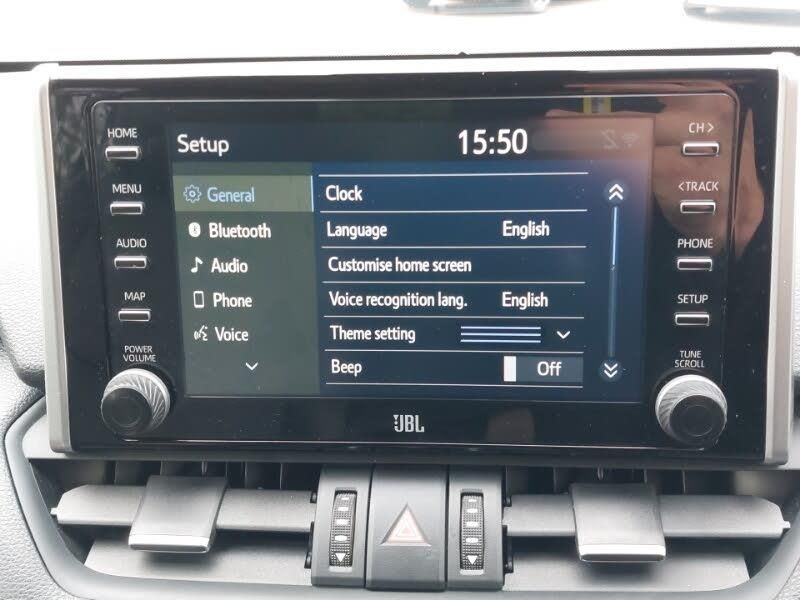 HOME
MENU
AUDIO
MAP
POWER
VOLUME
Setup 15:50
General
Bluetooth
Audio
Phone
Voice
Clock
Language English
Customise home screen
Voice recognition lang. English
Theme setting
Beep Off
CH >
< TRACK
PHONE
SETUP
TUNE
SCROLL
JBL